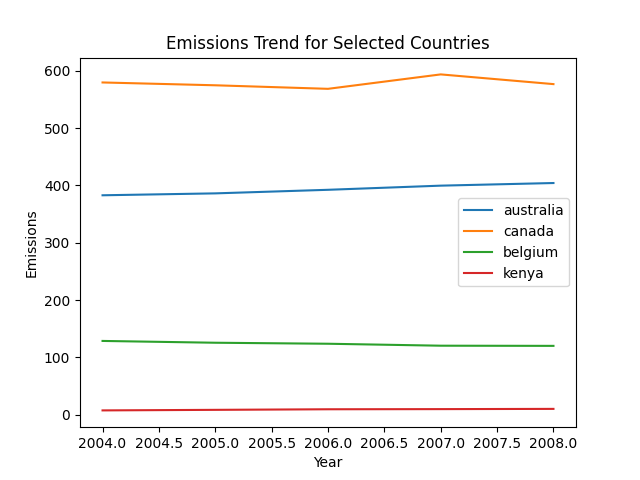 Emissions Trend for Selected Countries
600
500
400
300
200
100
0
Emissions
australia
canada
belgium
kenya
2004.0 2004.5 2005.0 2005.5 2006.0 2006.5 2007.0 2007.5 2008.0
Year